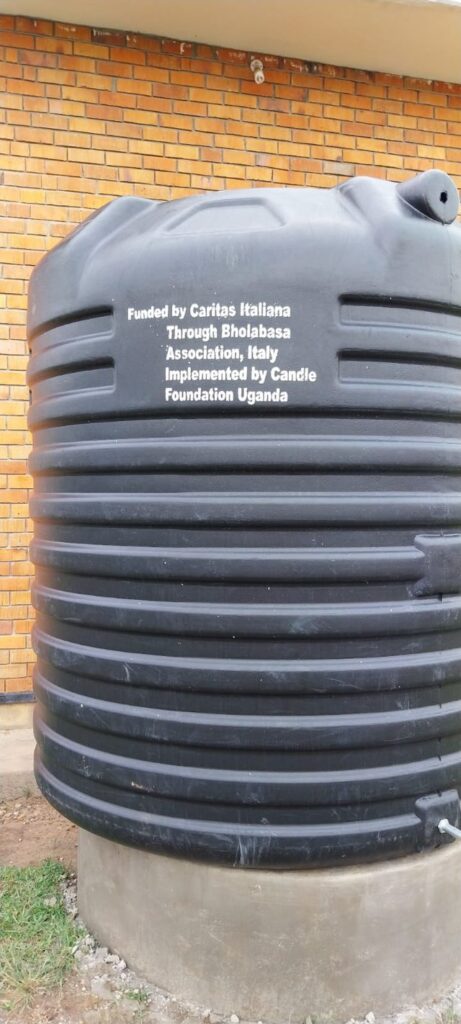 Funded by Caritas Italiana
Through Bholabasa
Association, Italy
Implemented by Candle
Foundation Uganda